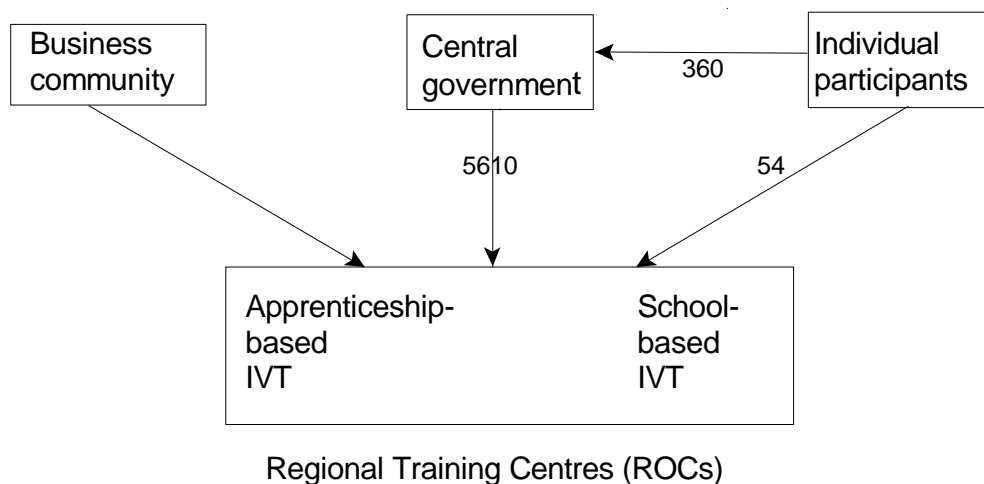 Business
community
Central
government
Individual
participants
360
5610
54
Apprenticeship-
based
IVT
School-
based
IVT
Regional Training Centres (ROCs)